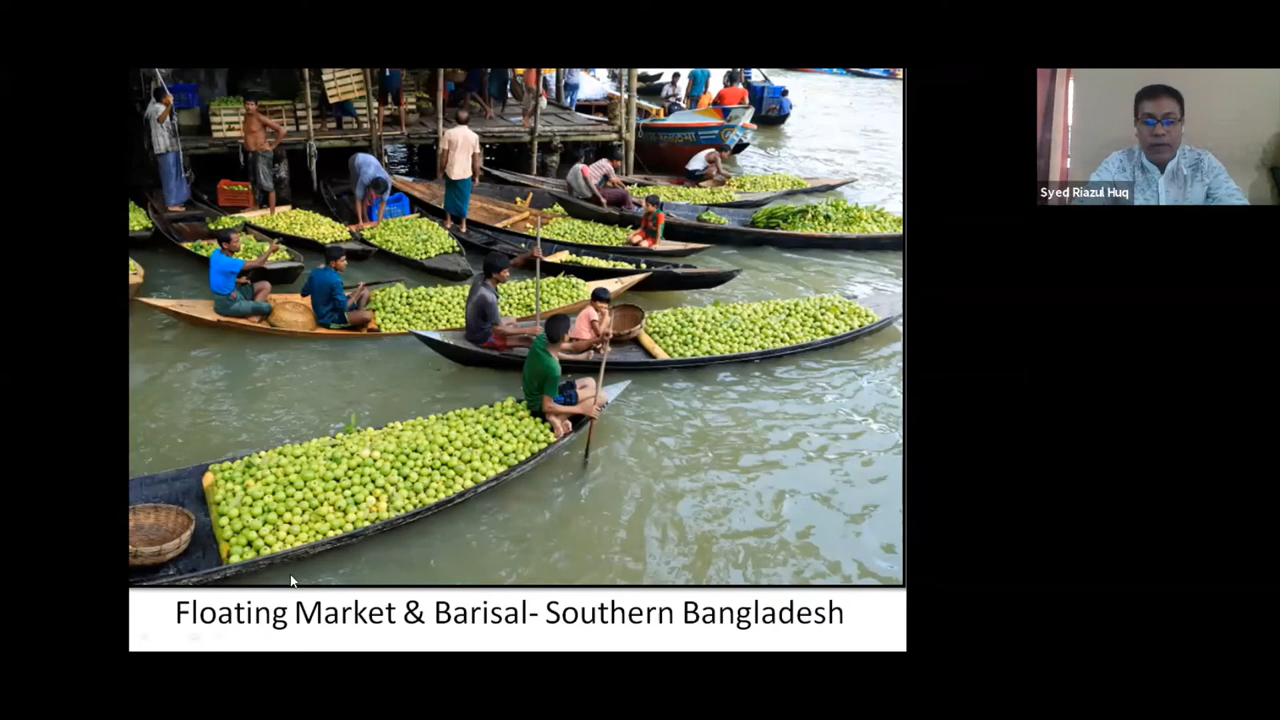 Syed Riazul Huq
Floating Market & Barisal- Southern Bangladesh